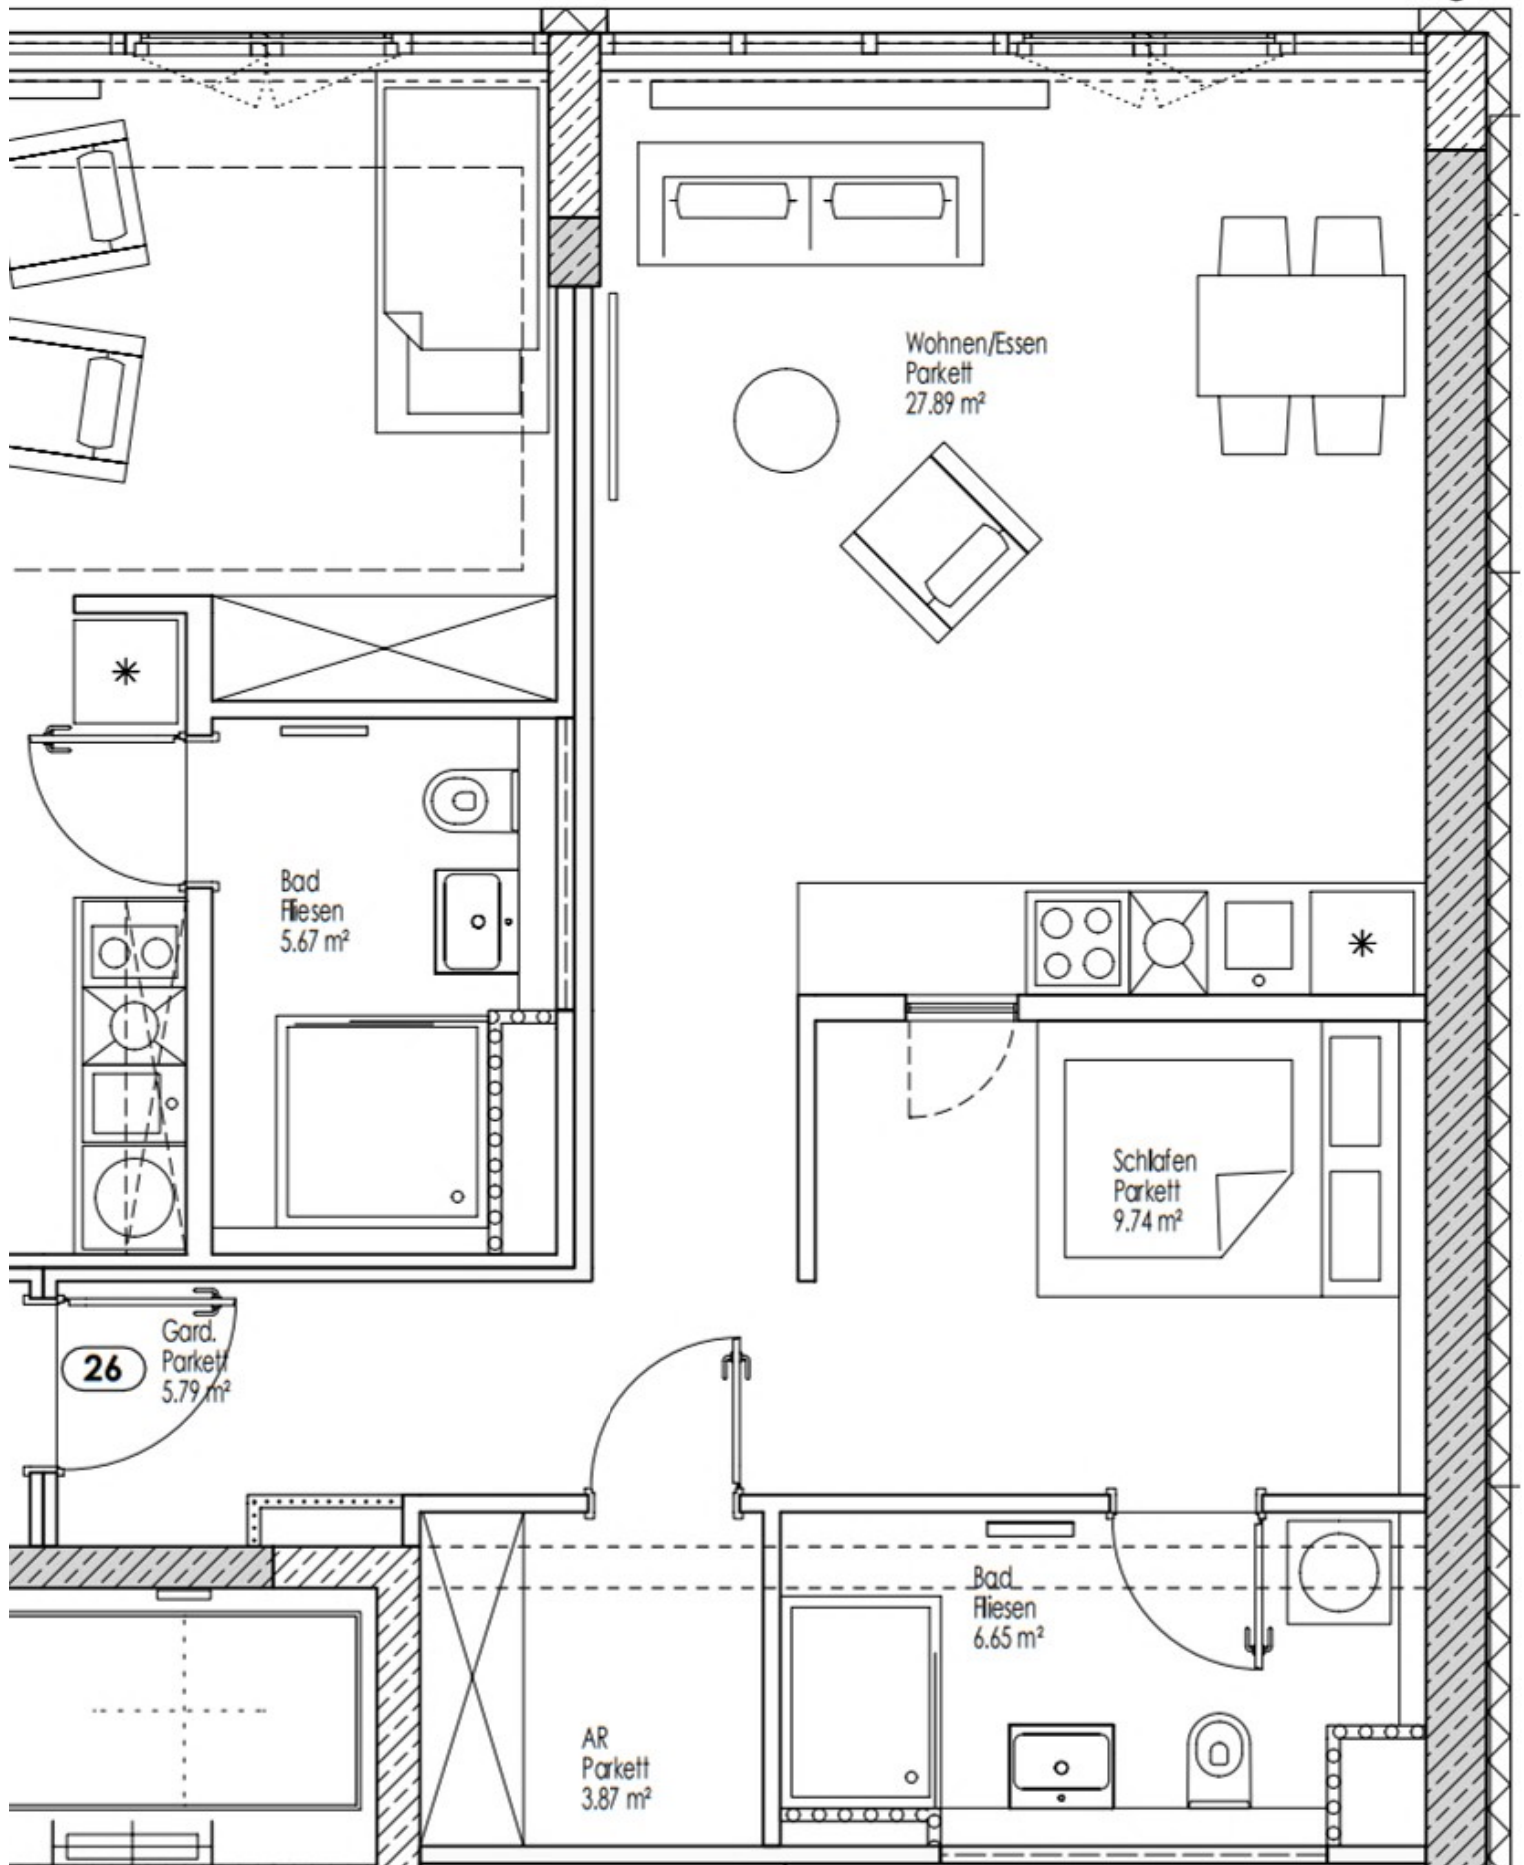 Wohnen/Essen
Parkett
27.89 m²
Bad
Fliesen
5.67 m²
Schlafen
Parkett
9.74 m²
26
Gard.
Parkett
5.79 m²
Bad
Fliesen
6.65 m²
AR
Parkett
3.87 m²